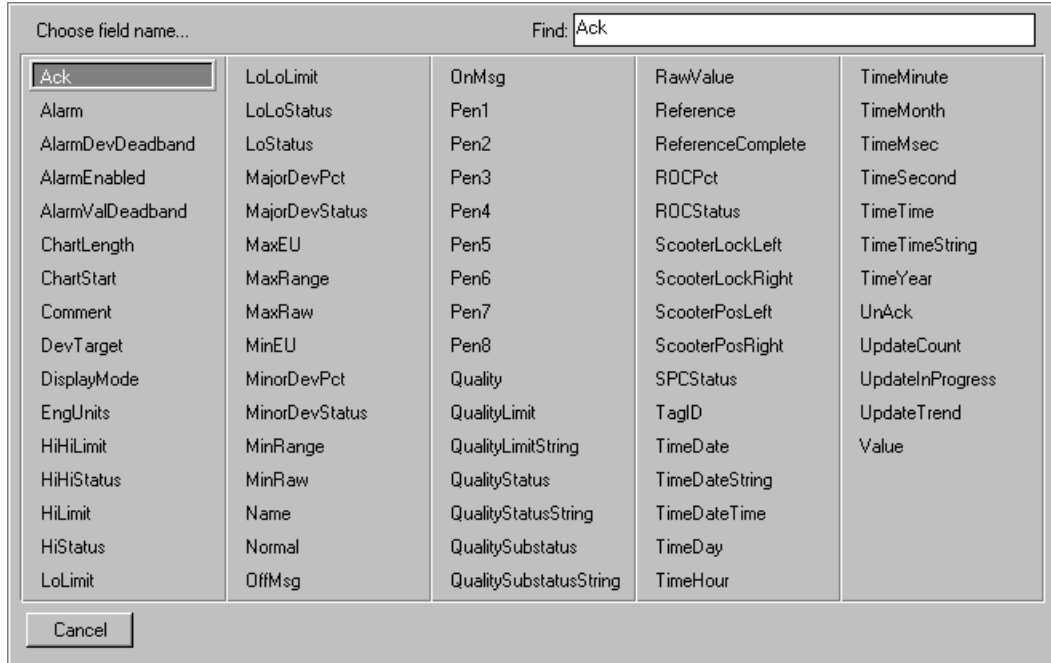 Choose field name...
Find: Ack
Ack
Alarm
AlarmDevDeadband
AlarmEnabled
AlarmValDeadband
ChartLength
ChartStart
Comment
DevTarget
DisplayMode
EngUnits
HiHiLimit
HiHiStatus
HiLimit
HiStatus
LoLimit
LoLoLimit
LoLoStatus
LoStatus
MajorDevPct
MajorDevStatus
MaxEU
MaxRange
MaxRaw
MinEU
MinorDevPct
MinorDevStatus
MinRange
MinRaw
Name
Normal
OffMsg
OnMsg
Pen1
Pen2
Pen3
Pen4
Pen5
Pen6
Pen7
Pen8
Quality
QualityLimit
QualityLimitString
QualityStatus
QualityStatusString
QualitySubstatus
QualitySubstatusString
RawValue
Reference
ReferenceComplete
ROCPct
ROCStatus
ScooterLockLeft
ScooterLockRight
ScooterPosLeft
ScooterPosRight
SPCStatus
TagID
TimeDate
TimeDateString
TimeDateTime
TimeDay
TimeHour
TimeMinute
TimeMonth
TimeMsec
TimeSecond
TimeTime
TimeTimeString
TimeYear
UnAck
UpdateCount
UpdateInProgress
UpdateTrend
Value
Cancel